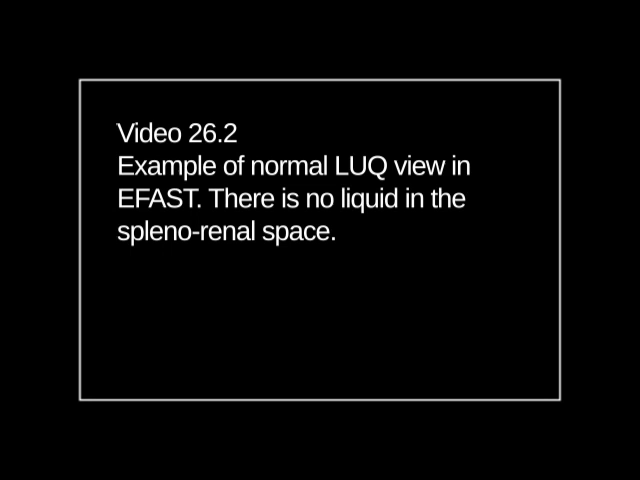 Video 26.2
Example of normal LUQ view in
EFAST. There is no liquid in the
spleno-renal space.